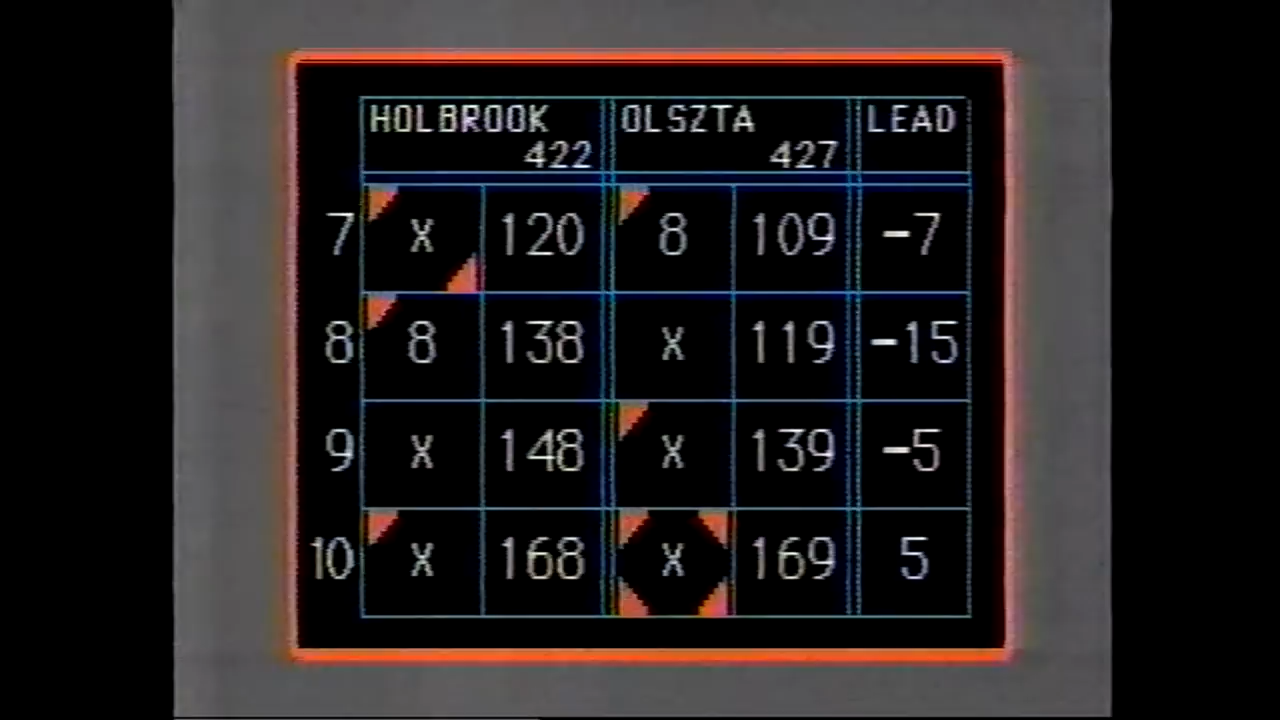 HOLBROOK OLSZTA LEAD
422 427
7 X 120 8 109 -7
8 8 138 X 119 -15
9 X 148 X 139 -5
10 X 168 X 169 5